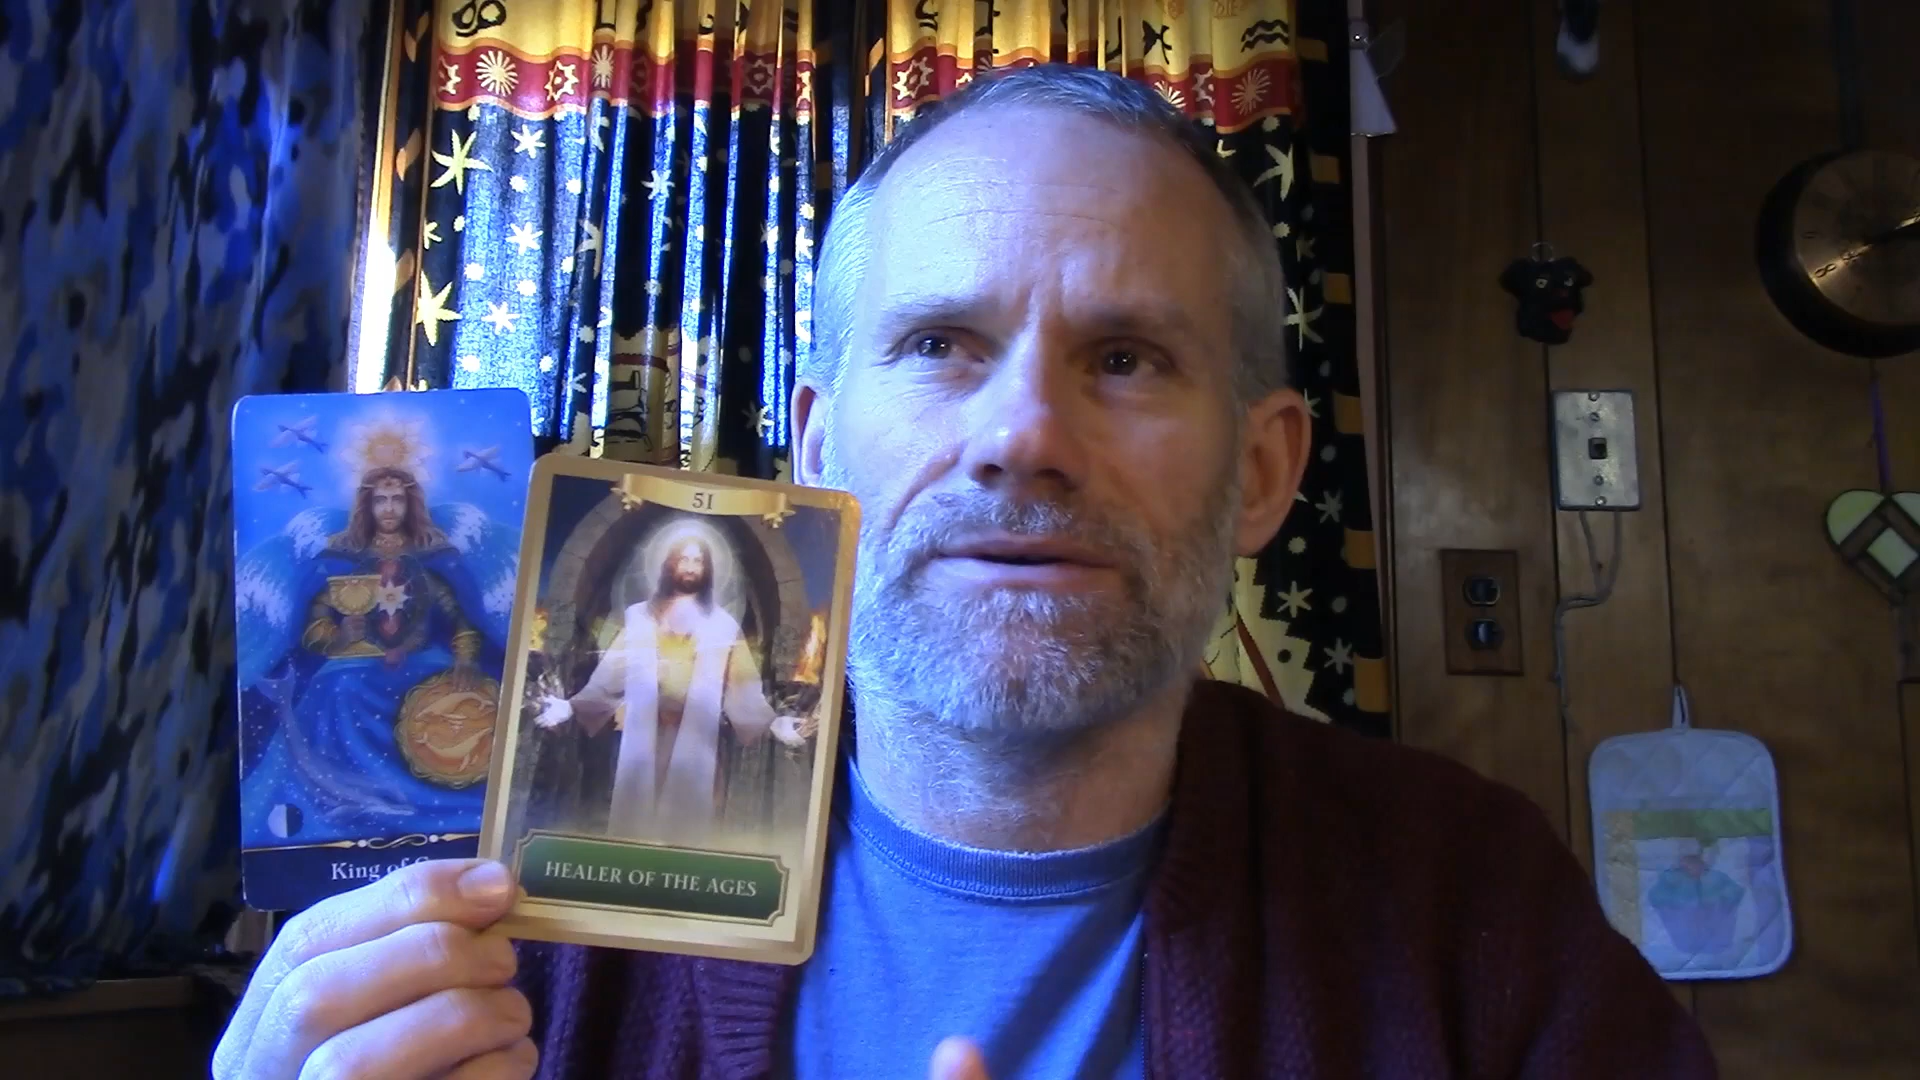 51
HEALER OF THE AGES
King of